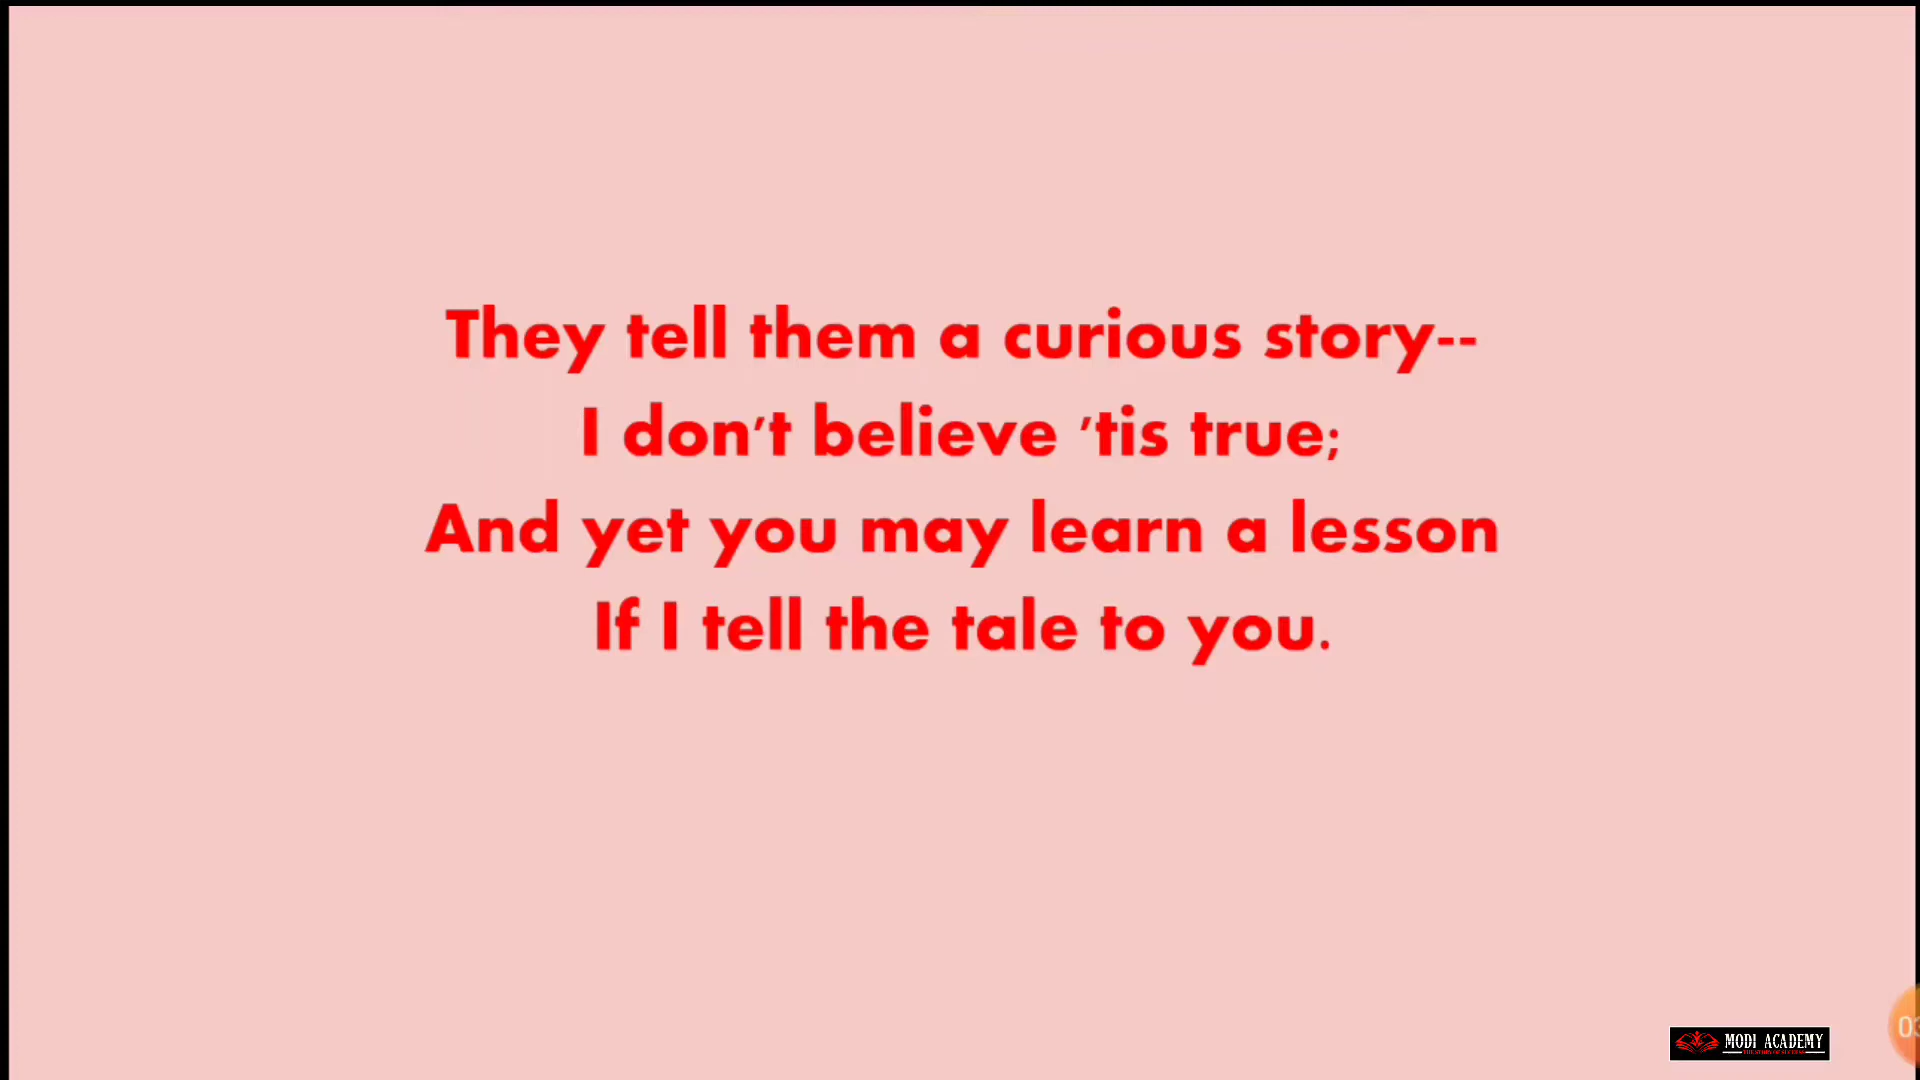 They tell them a curious story--
I don't believe 'tis true;
And yet you may learn a lesson
If I tell the tale to you.
MODI ACADEMY